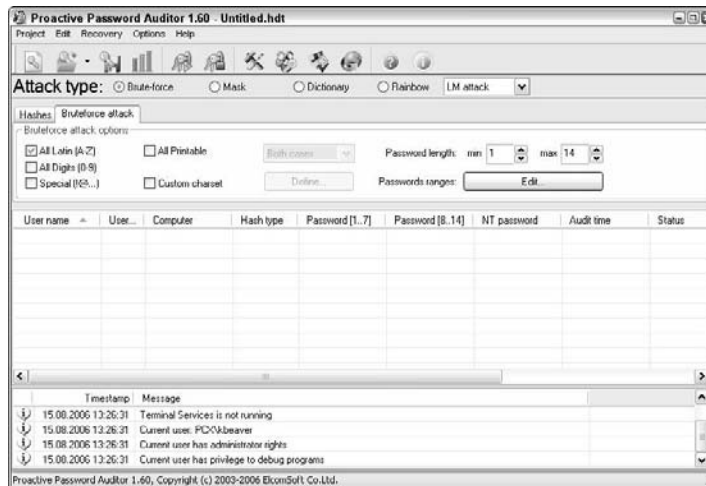 Proactive Password Auditor 1.60 - Untitled.hdt
Project Edit Recovery Options Help
Attack type: Brute-force Mask Dictionary Rainbow LM attack
Hashes Bruteforce attack
Bruteforce attack options
All Latin (A-Z) All Printable Both cases Password length: min 1 max 14
All Digits (0-9)
Special Custom charset Define... Passwords ranges: Edit...
User name User... Computer Hash type Password [1..7] Password [8..14] NT password Audit time Status
Timestamp Message
15.08.2006 13:26:31 Terminal Services is not running
15.08.2006 13:26:31 Current user: PCX\kbeaver
15.08.2006 13:26:31 Current user has administrator rights
15.08.2006 13:26:31 Current user has privilege to debug programs
Proactive Password Auditor 1.60, Copyright (c) 2003-2006 ElcomSoft Co.Ltd.